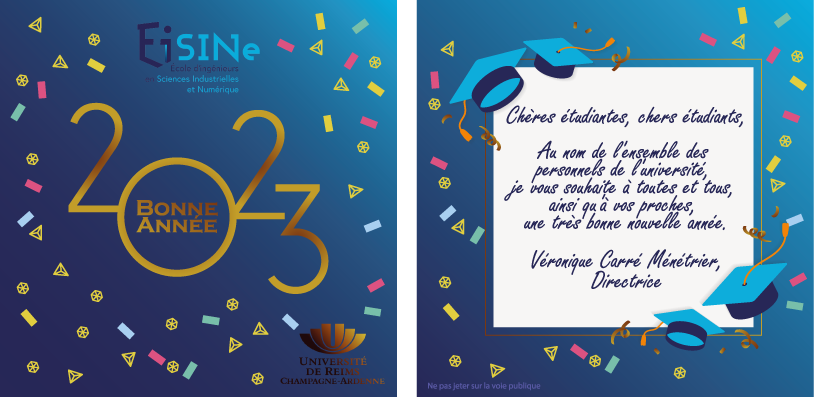 EiSINe
École d'Ingénieurs
en Sciences Industrielles
et Numérique
2023
BONNE
ANNÉE
UNIVERSITÉ
DE REIMS
CHAMPAGNE-ARDENNE
Chères étudiantes, chers étudiants,
Au nom de l'ensemble des
personnels de l'université,
je vous souhaite à toutes et tous,
ainsi qu'à vos proches,
une très bonne nouvelle année.
Véronique Carré Ménétrier,
Directrice
Ne pas jeter sur la voie publique